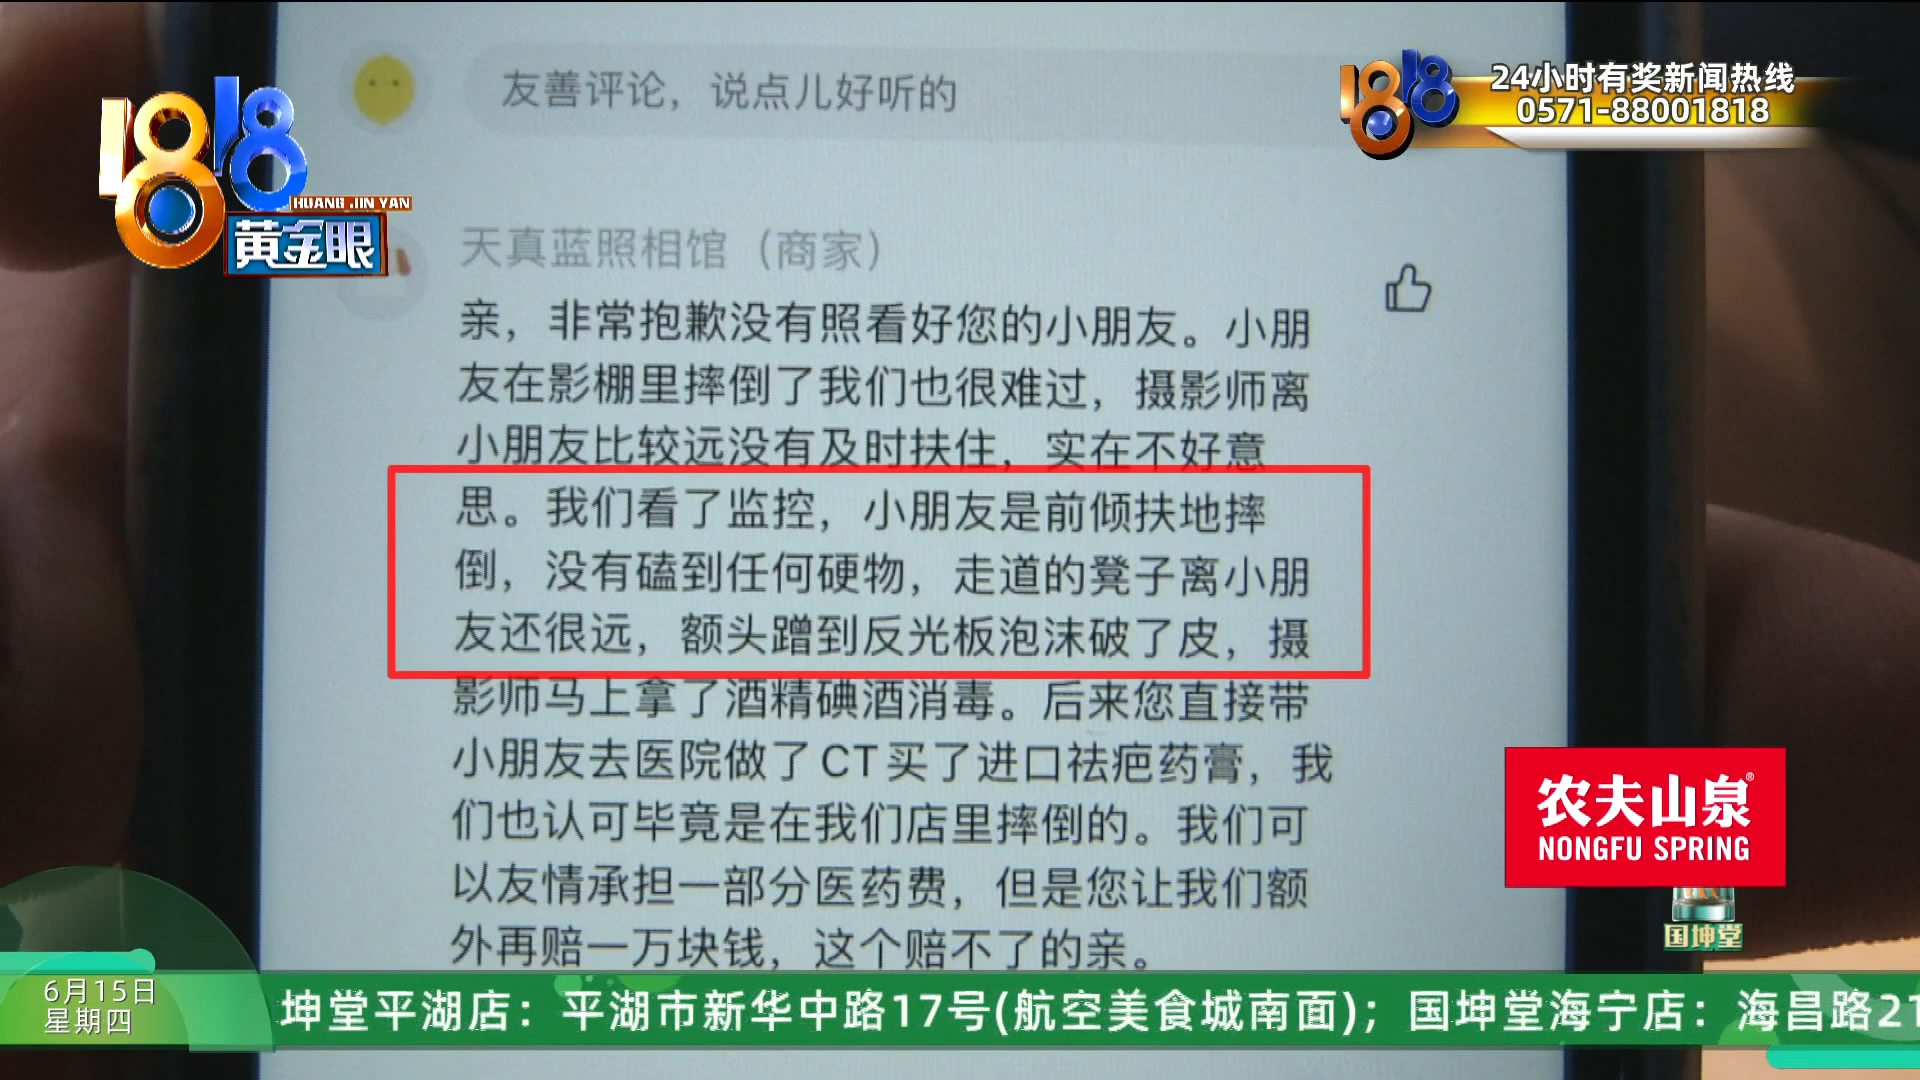 友善评论，说点儿好听的
1818
HUANG JIN YAN
黄金眼
1818
24小时有奖新闻热线
0571-88001818
天真蓝照相馆（商家）
亲，非常抱歉没有照看好您的小朋友。小朋
友在影棚里摔倒了我们也很难过，摄影师离
小朋友比较远没有及时扶住，实在不好意
思。我们看了监控，小朋友是前倾扶地摔
倒，没有磕到任何硬物，走道的凳子离小朋
友还很远，额头蹭到反光板泡沫破了皮，摄
影师马上拿了酒精碘酒消毒。后来您直接带
小朋友去医院做了CT买了进口祛疤药膏，我
们也认可毕竟是在我们店里摔倒的。我们可
以友情承担一部分医药费，但是您让我们额
外再赔一万块钱，这个赔不了的亲。
农夫山泉®
NONGFU SPRING
国坤堂
6月15日
星期四
坤堂平湖店：平湖市新华中路17号(航空美食城南面)；国坤堂海宁店：海昌路21